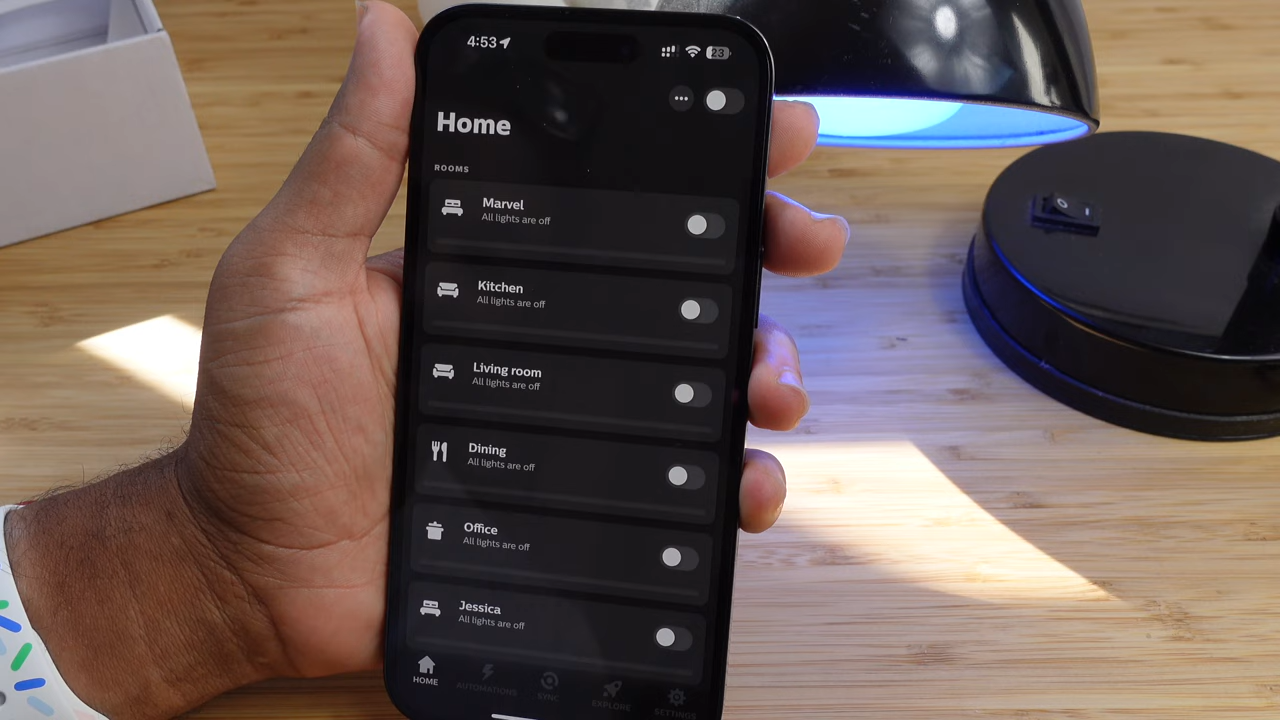 4:53
23
Home
ROOMS
Marvel
All lights are off
Kitchen
All lights are off
Living room
All lights are off
Dining
All lights are off
Office
All lights are off
Jessica
All lights are off
HOME
AUTOMATIONS
SYNC
EXPLORE
SETTINGS